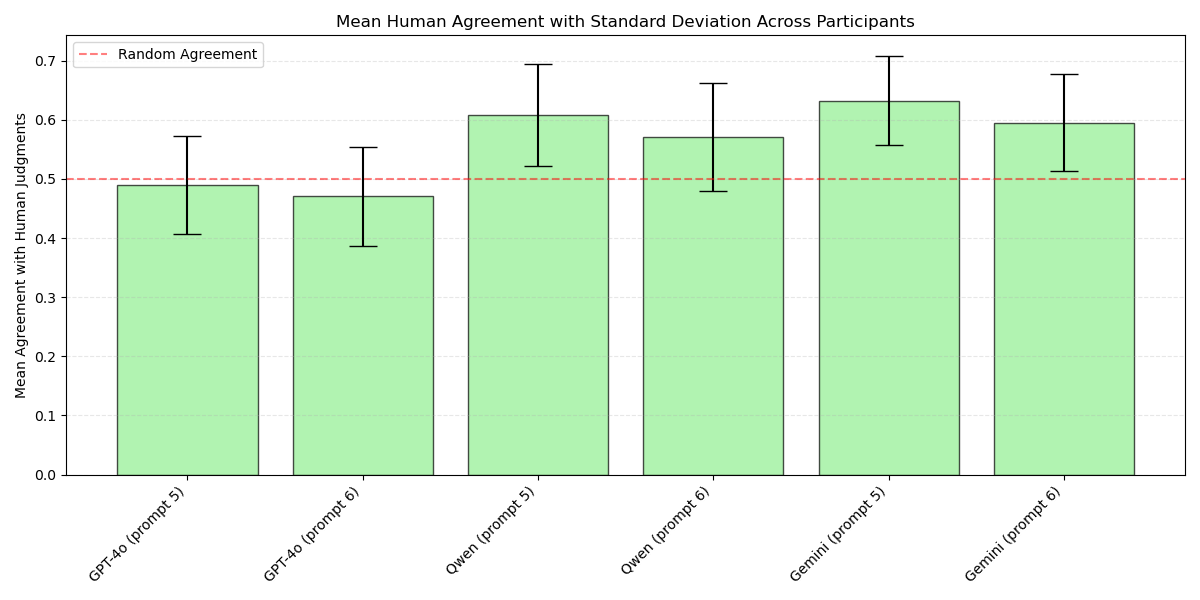 Mean Human Agreement with Standard Deviation Across Participants
Random Agreement
Mean Agreement with Human Judgments
0.7
0.6
0.5
0.4
0.3
0.2
0.1
0.0
GPT-4o (prompt 5)
GPT-4o (prompt 6)
Qwen (prompt 5)
Qwen (prompt 6)
Gemini (prompt 5)
Gemini (prompt 6)